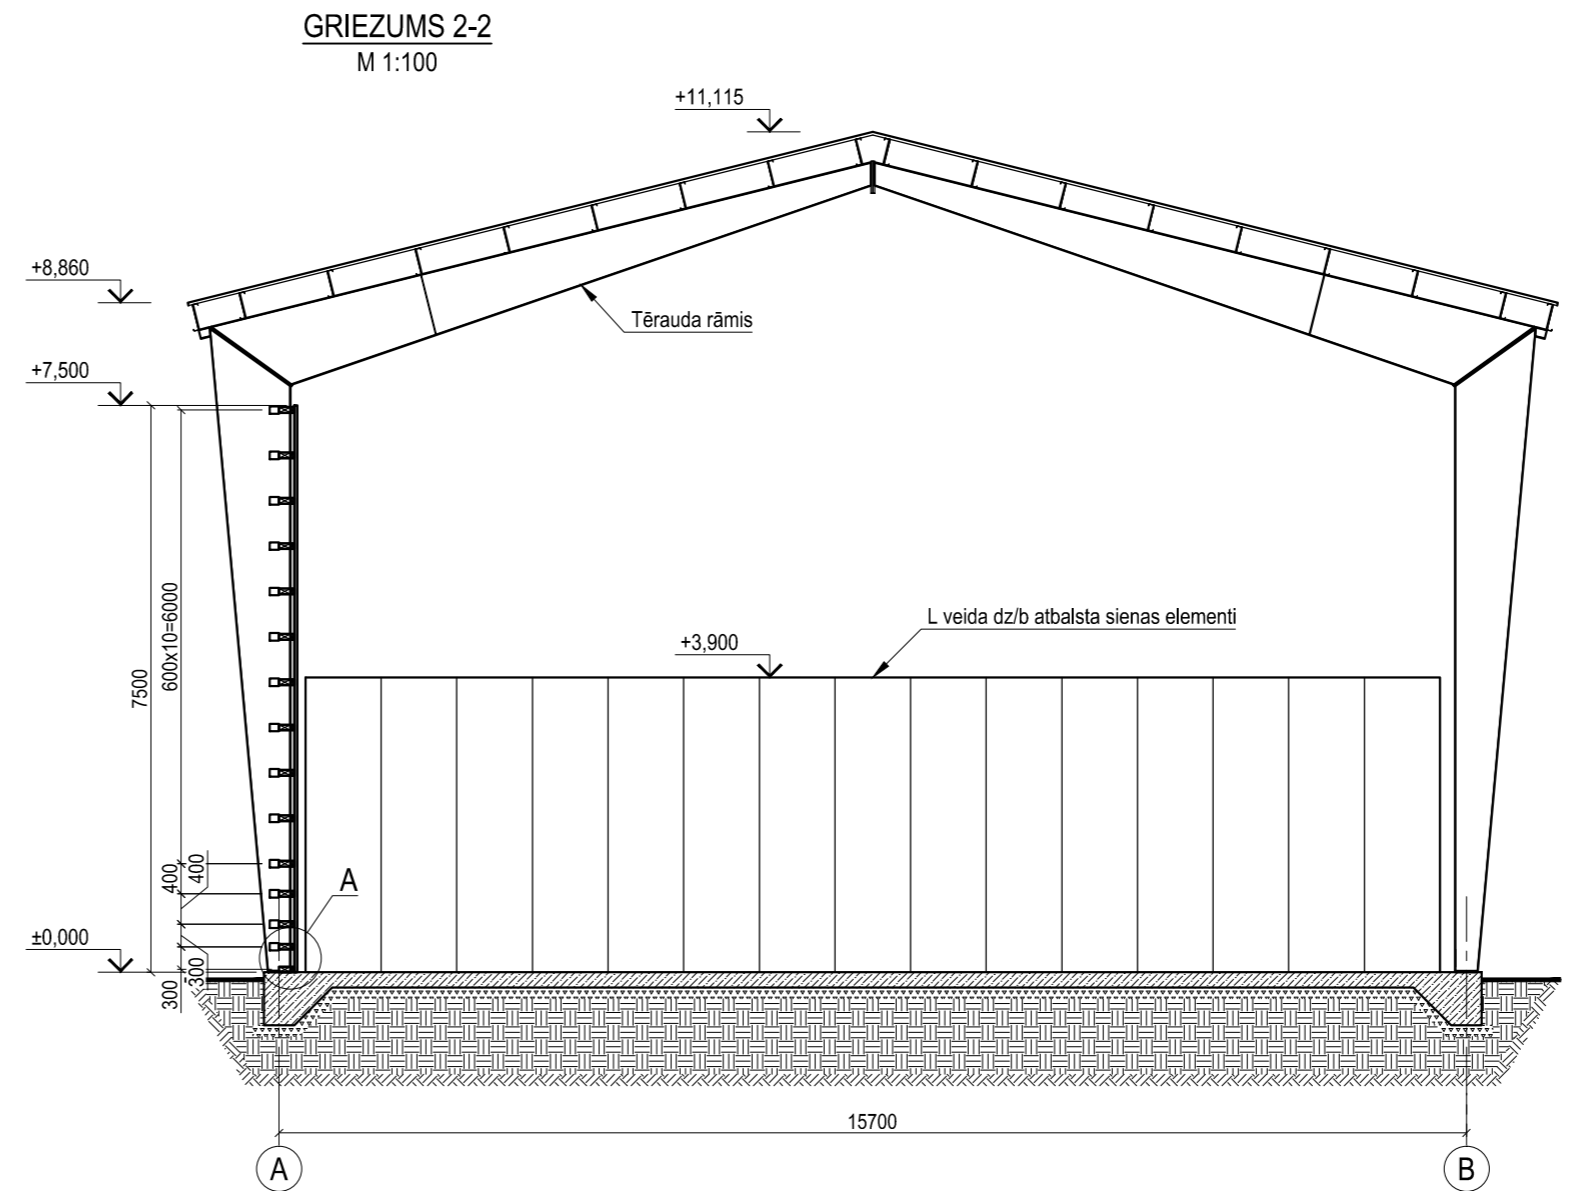 GRIEZUMS 2-2
M 1:100
+11,115
+8,860
Tērauda rāmis
+7,500
600x10=6000
7500
L veida dz/b atbalsta sienas elementi
+3,900
400
400
A
±0,000
300
300
15700
A
B